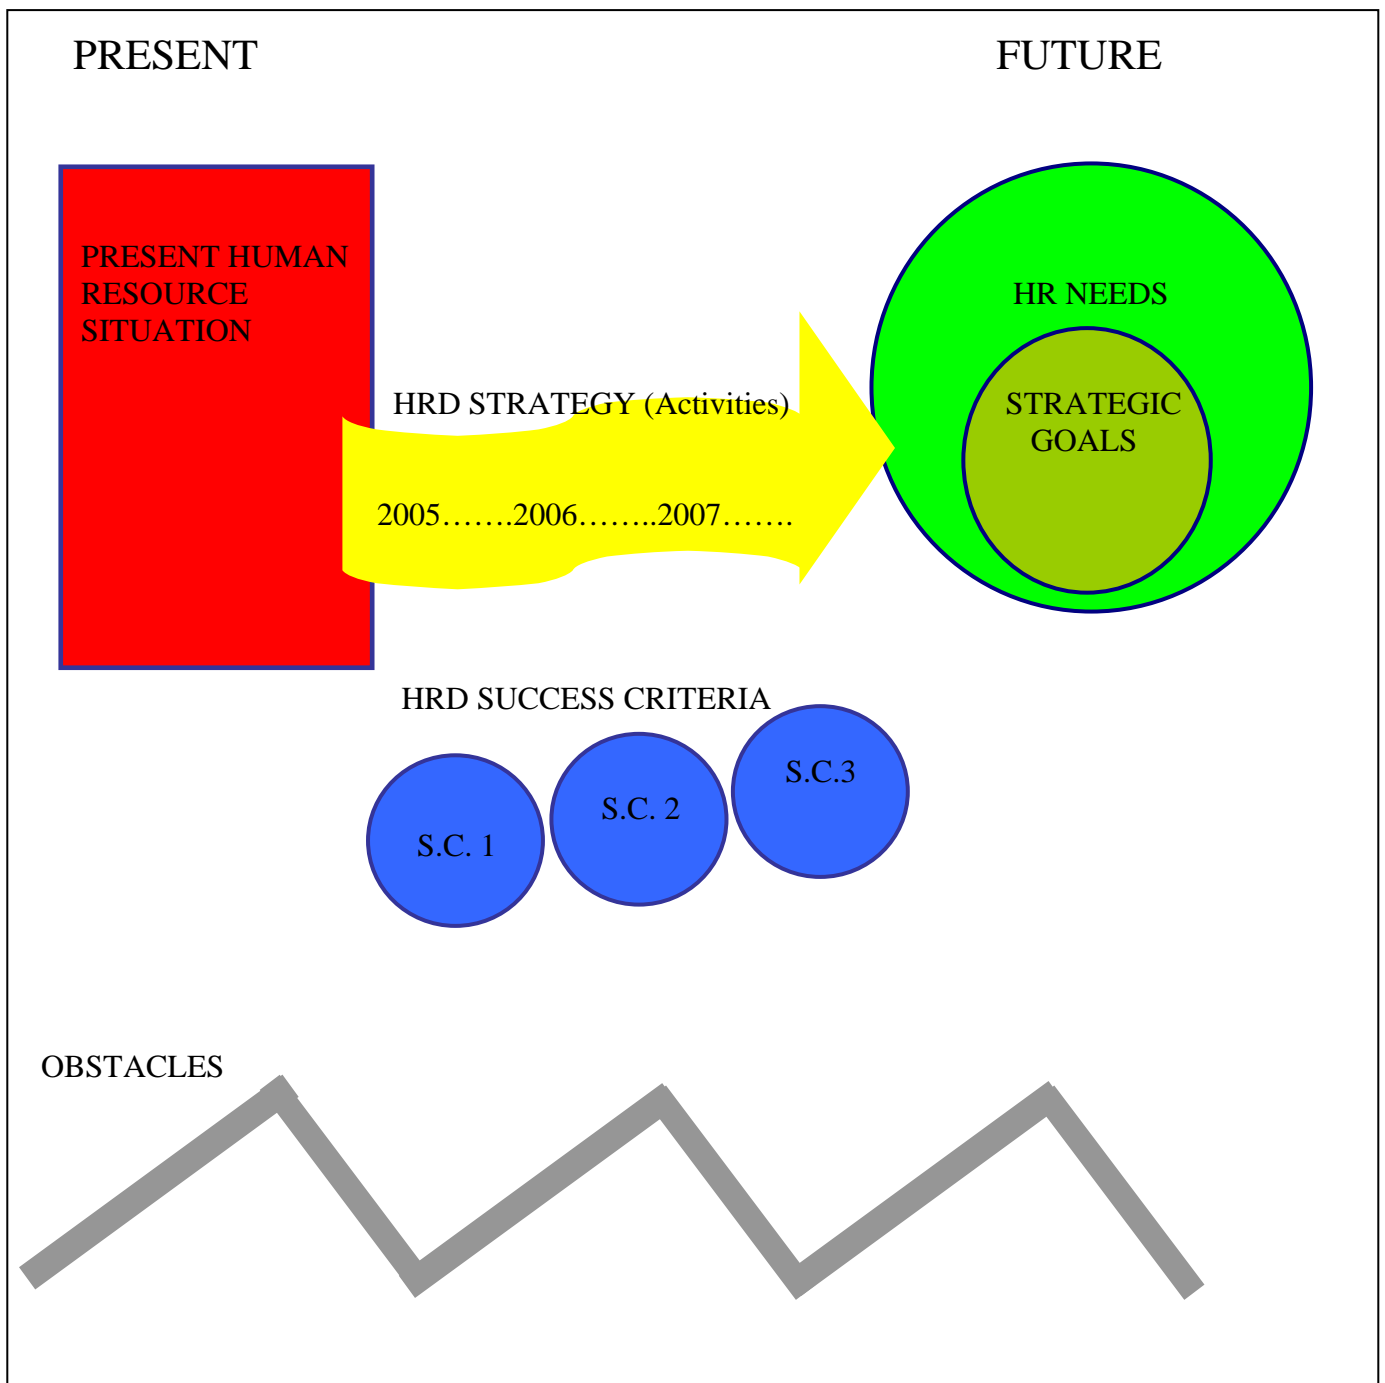 PRESENT
FUTURE
PRESENT HUMAN
RESOURCE
SITUATION
HRD STRATEGY (Activities)
2005…….2006……..2007…….
HR NEEDS
STRATEGIC
GOALS
HRD SUCCESS CRITERIA
S.C. 1
S.C. 2
S.C.3
OBSTACLES